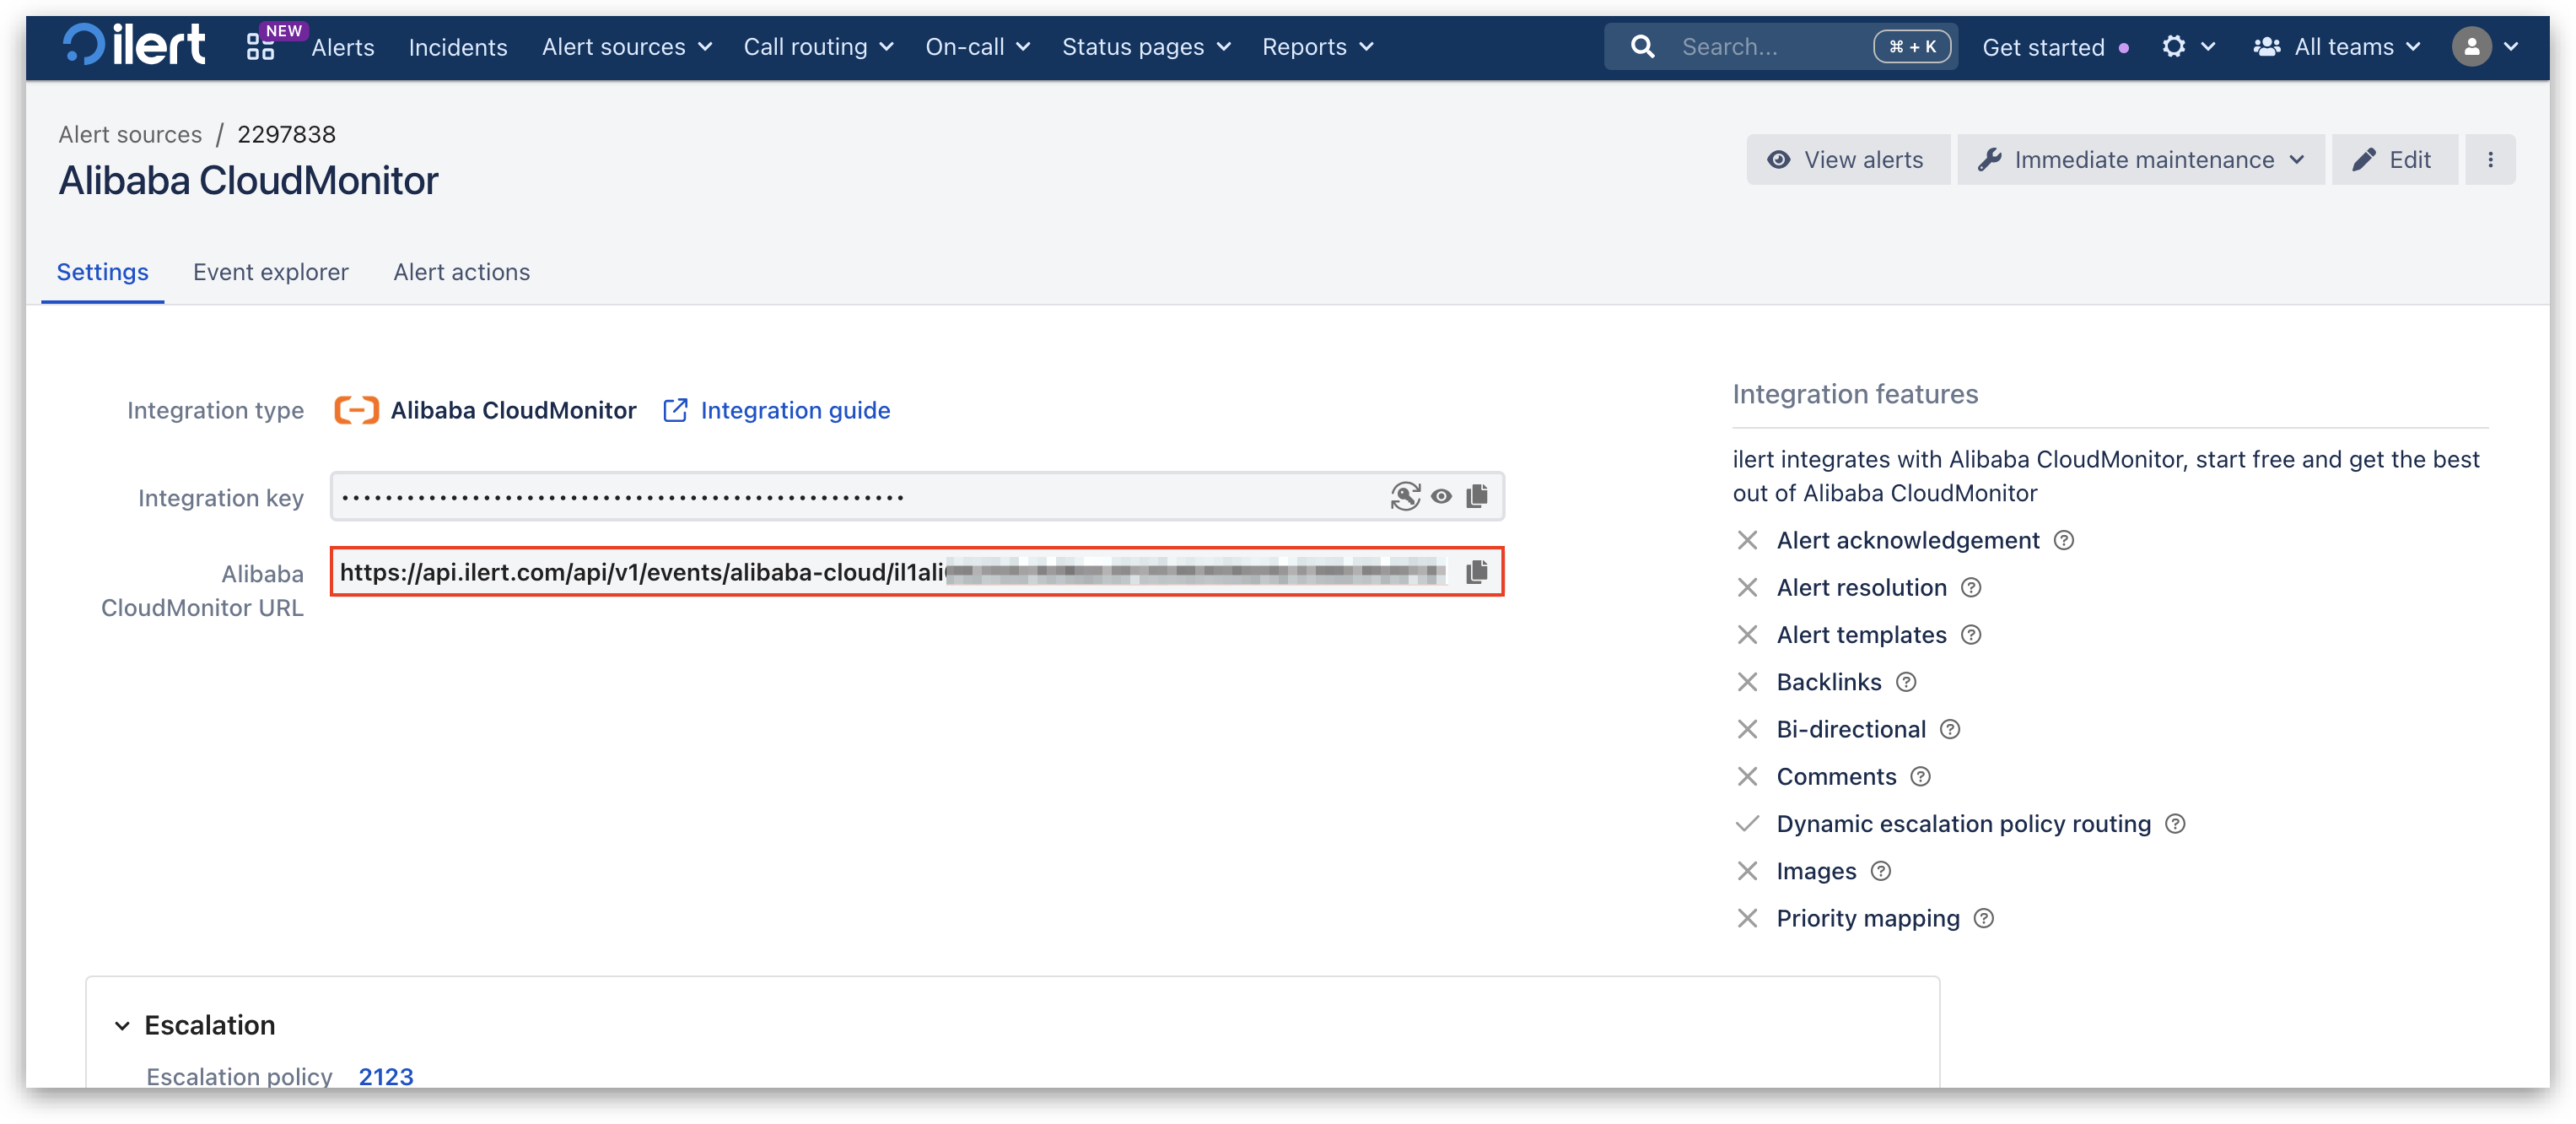 ilert NEW Alerts Incidents Alert sources Call routing On-call Status pages Reports Search... ⌘ + K Get started All teams
Alert sources / 2297838
Alibaba CloudMonitor
View alerts Immediate maintenance Edit
Settings Event explorer Alert actions
Integration type Alibaba CloudMonitor Integration guide
Integration key
Alibaba CloudMonitor URL https://api.ilert.com/api/v1/events/alibaba-cloud/il1ali
Integration features
ilert integrates with Alibaba CloudMonitor, start free and get the best
out of Alibaba CloudMonitor
Alert acknowledgement
Alert resolution
Alert templates
Backlinks
Bi-directional
Comments
Dynamic escalation policy routing
Images
Priority mapping
Escalation
Escalation policy 2123